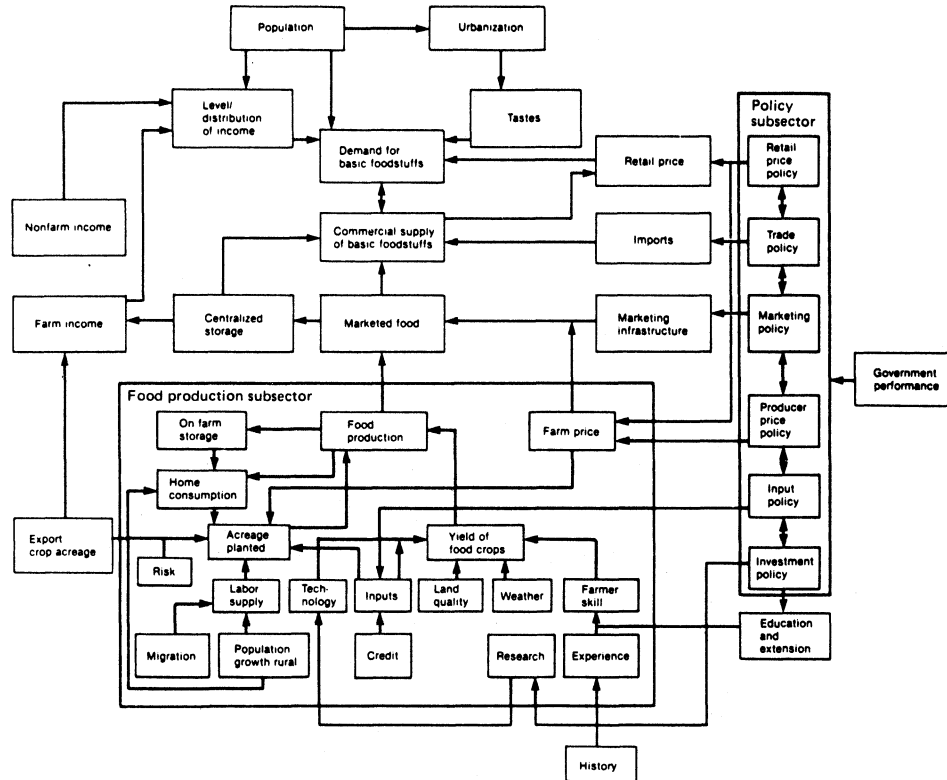 Population
Urbanization
Level/
distribution
of income
Tastes
Policy
subsector
Demand for
basic foodstuffs
Retail price
Retail
price
policy
Nonfarm income
Commercial supply
of basic foodstuffs
Imports
Trade
policy
Farm income
Centralized
storage
Marketed food
Marketing
infrastructure
Marketing
policy
Government
performance
Food production subsector
On farm
storage
Food
production
Farm price
Producer
price
policy
Home
consumption
Input
policy
Export
crop acreage
Acreage
planted
Yield of
food crops
Risk
Investment
policy
Labor
supply
Tech-
nology
Inputs
Land
quality
Weather
Farmer
skill
Education
and
extension
Migration
Population
growth rural
Credit
Research
Experience
History